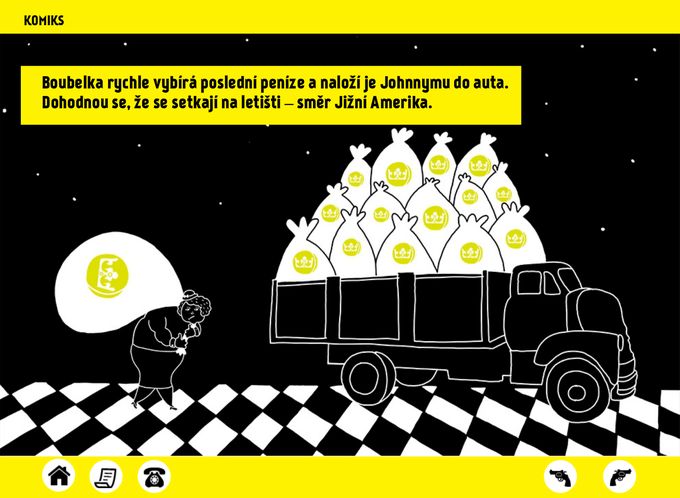 KOMIKS
Boubelka rychle vybírá poslední peníze a naloží je Johnnymu do auta.
Dohodnou se, že se setkají na letišti – směr Jižní Amerika.